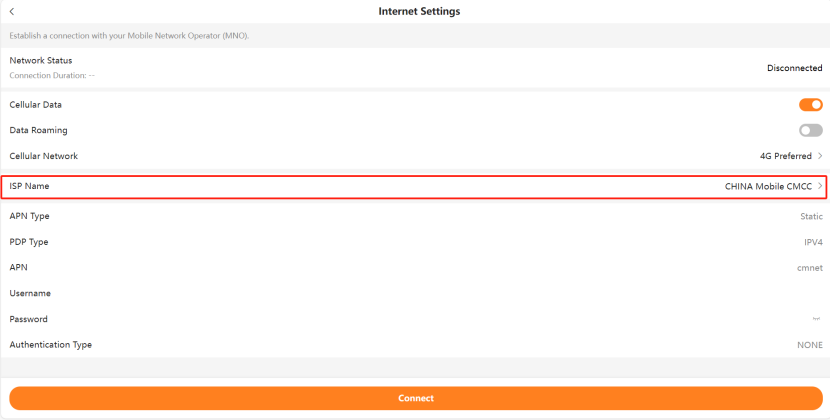 Internet Settings
Establish a connection with your Mobile Network Operator (MNO).
Network Status
Connection Duration: --
Disconnected
Cellular Data
Data Roaming
Cellular Network 4G Preferred
ISP Name CHINA Mobile CMCC
APN Type Static
PDP Type IPV4
APN cmnet
Username
Password
Authentication Type NONE
Connect